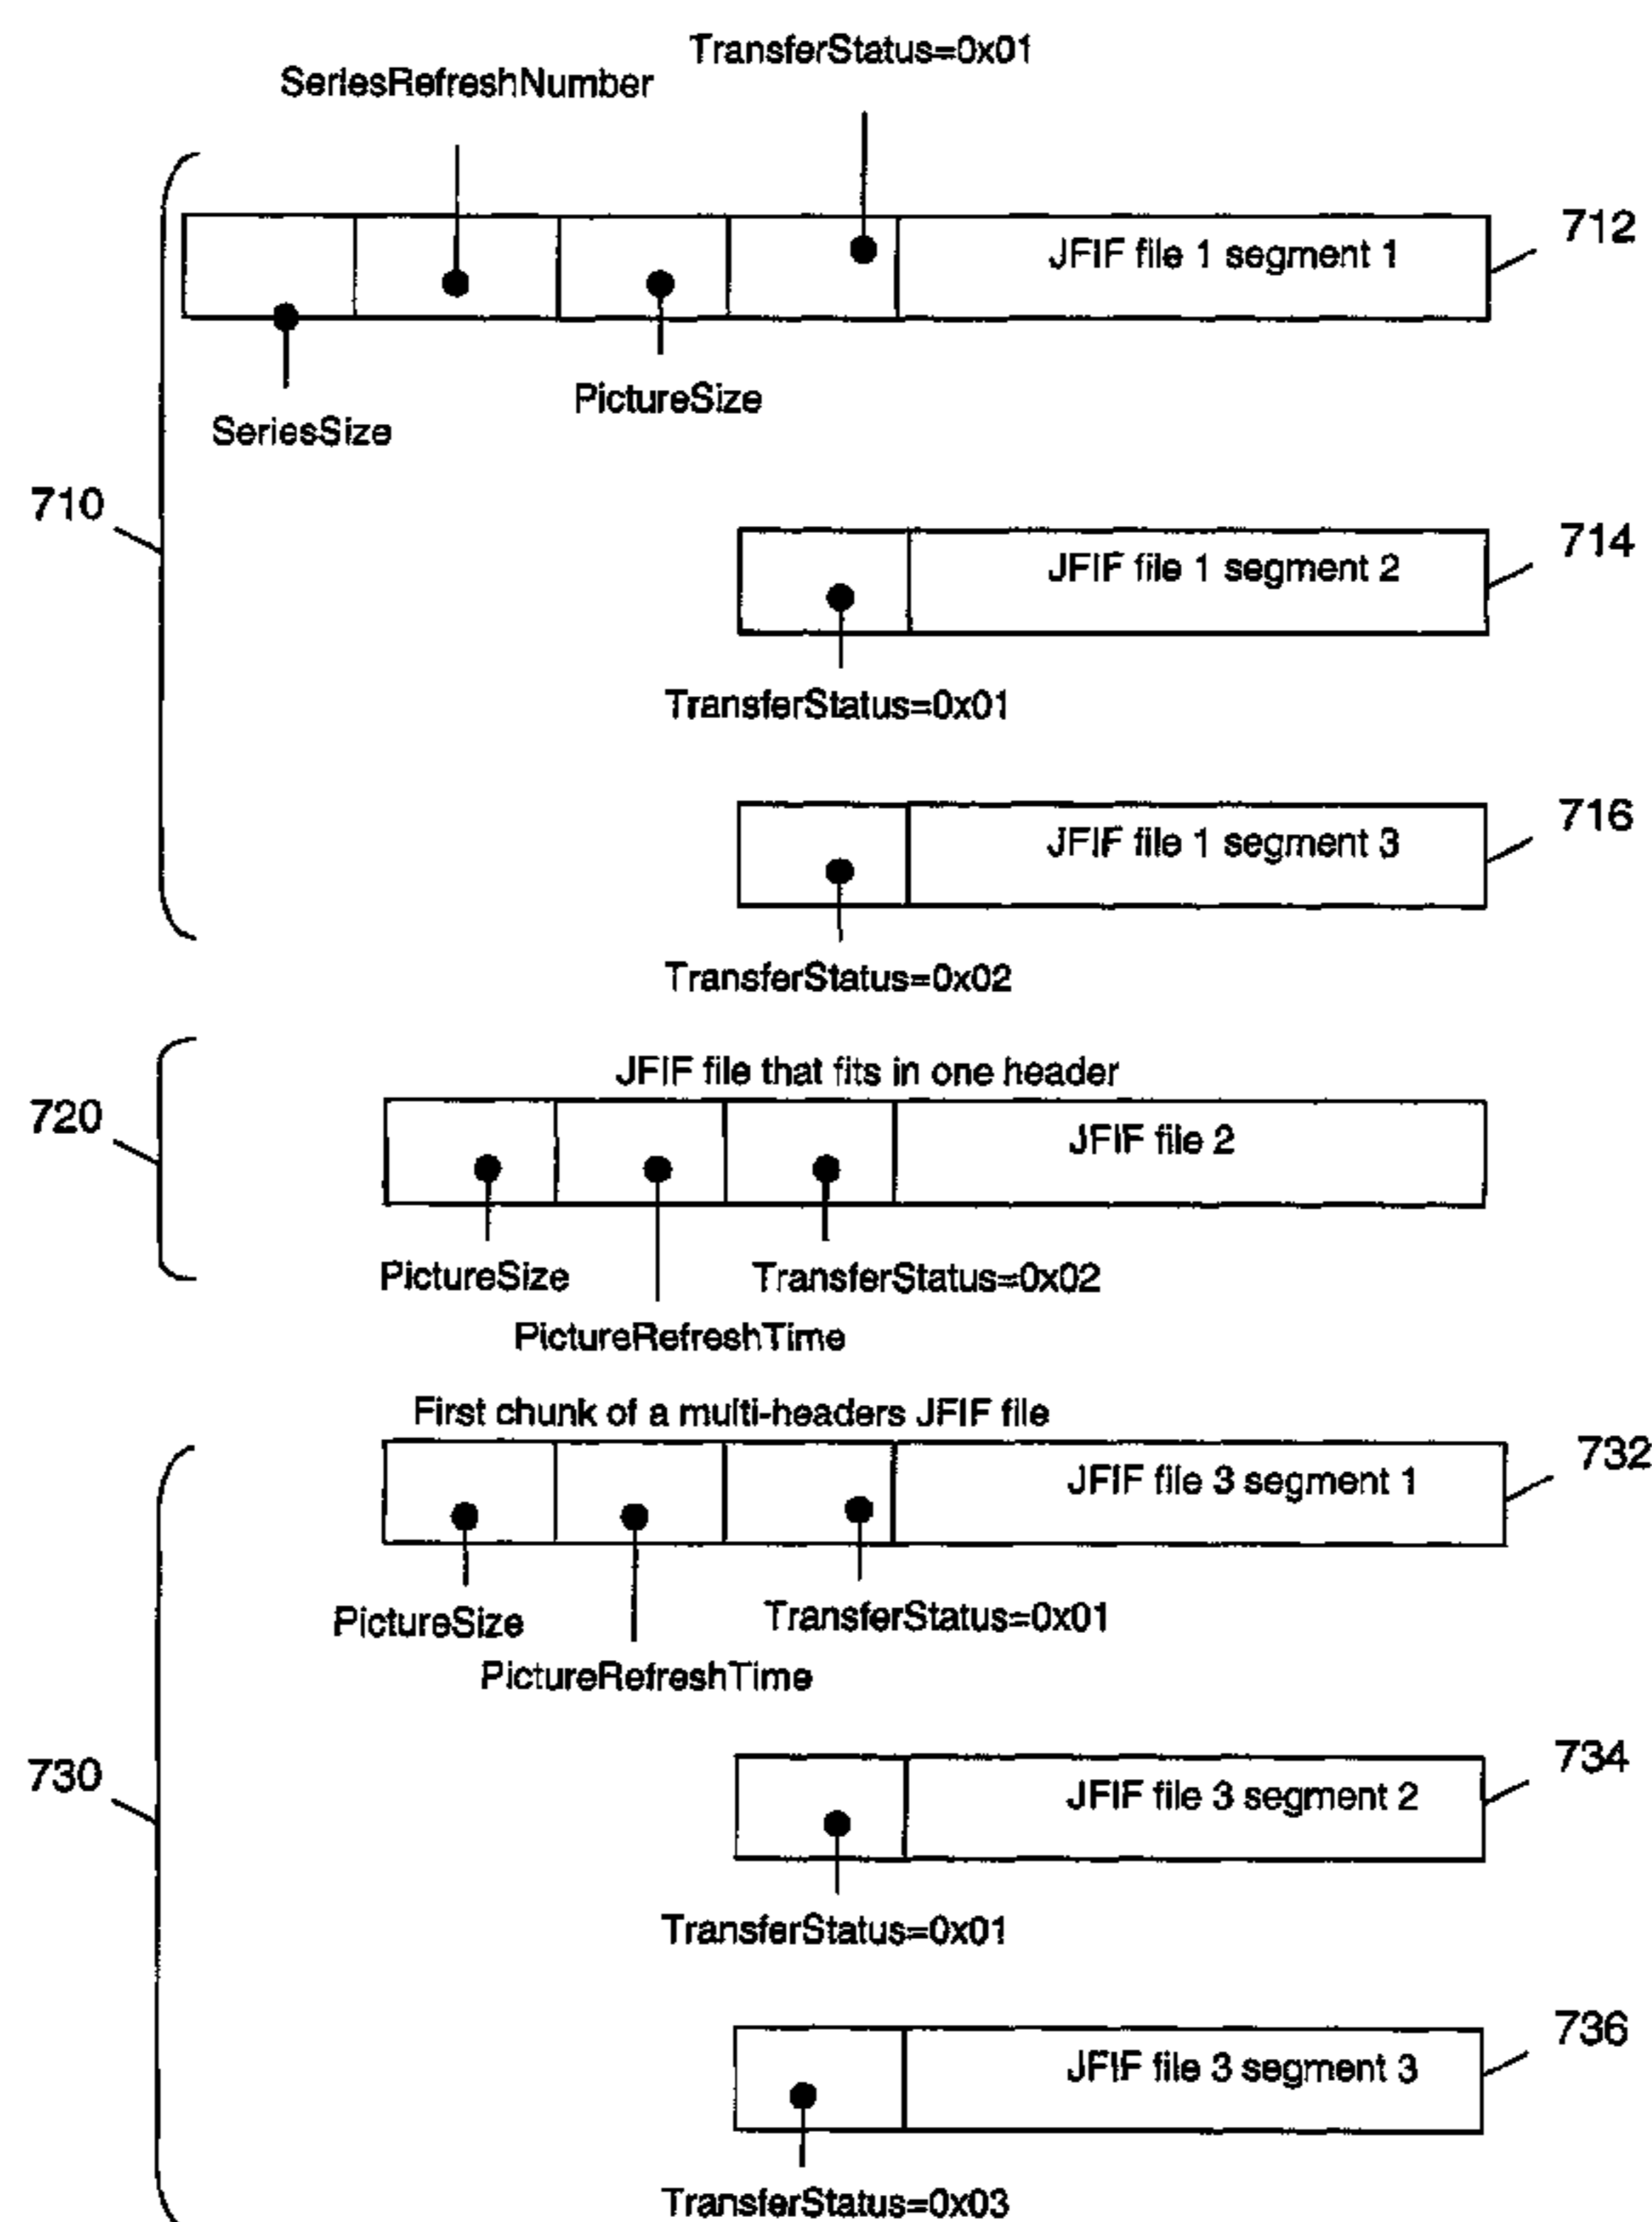 TransferStatus=0x01
SeriesRefreshNumber
712
JFIF file 1 segment 1
PictureSize
SeriesSize
710
714
JFIF file 1 segment 2
TransferStatus=0x01
716
JFIF file 1 segment 3
TransferStatus=0x02
JFIF file that fits in one header
720
JFIF file 2
PictureSize
TransferStatus=0x02
PictureRefreshTime
First chunk of a multi-headers JFIF file
732
JFIF file 3 segment 1
PictureSize
TransferStatus=0x01
PictureRefreshTime
730
734
JFIF file 3 segment 2
TransferStatus=0x01
736
JFIF file 3 segment 3
TransferStatus=0x03